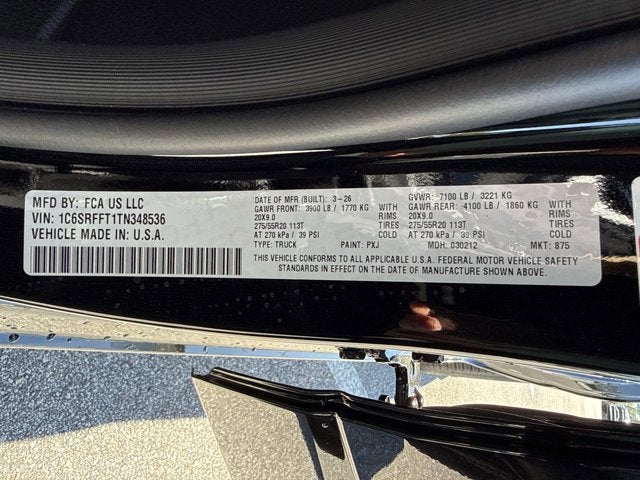 MFD BY: FCA US LLC
VIN: 1C6SRFFT1TN348536
VEHICLE MADE IN: U.S.A.
DATE OF MFR (BUILT): 3-26 GVWR: 7100 LB / 3221 KG
GAWR FRONT: 3900 LB / 1770 KG WITH GAWR-REAR: 4100 LB / 1860 KG WITH
20X9.0 RIMS 20X9.0 RIMS
275/55R20 113T TIRES 275/55R20 113T TIRES
AT 270 kPa / 39 PSI COLD AT 270 kPa / 39 PSI COLD
TYPE: TRUCK PAINT: PXJ MDH: 030212 MKT: 875
THIS VEHICLE CONFORMS TO ALL APPLICABLE U.S.A. FEDERAL MOTOR VEHICLE SAFETY
STANDARDS IN EFFECT ON THE DATE OF MANUFACTURE SHOWN ABOVE.